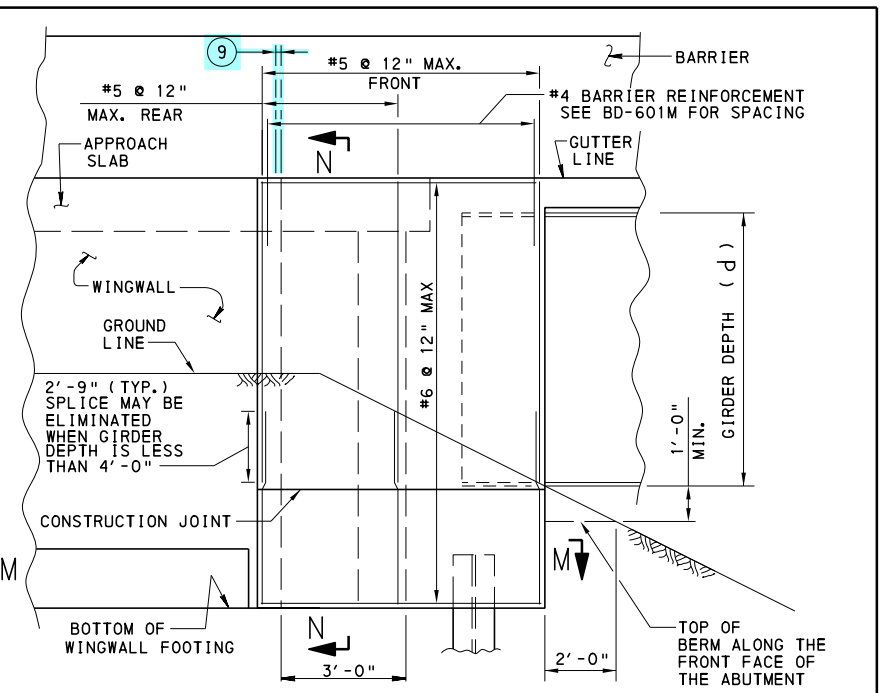 9
#5 @ 12" MAX.
FRONT
BARRIER
#5 @ 12"
MAX. REAR
#4 BARRIER REINFORCEMENT
SEE BD-601M FOR SPACING
APPROACH
SLAB
N
GUTTER
LINE
WINGWALL
GROUND
LINE
#6 @ 12" MAX
GIRDER DEPTH (d)
2'-9" (TYP.)
SPLICE MAY BE
ELIMINATED
WHEN GIRDER
DEPTH IS LESS
THAN 4'-0"
1'-0"
MIN.
CONSTRUCTION JOINT
M
M
BOTTOM OF
WINGWALL FOOTING
N
3'-0"
2'-0"
TOP OF
BERM ALONG THE
FRONT FACE OF
THE ABUTMENT